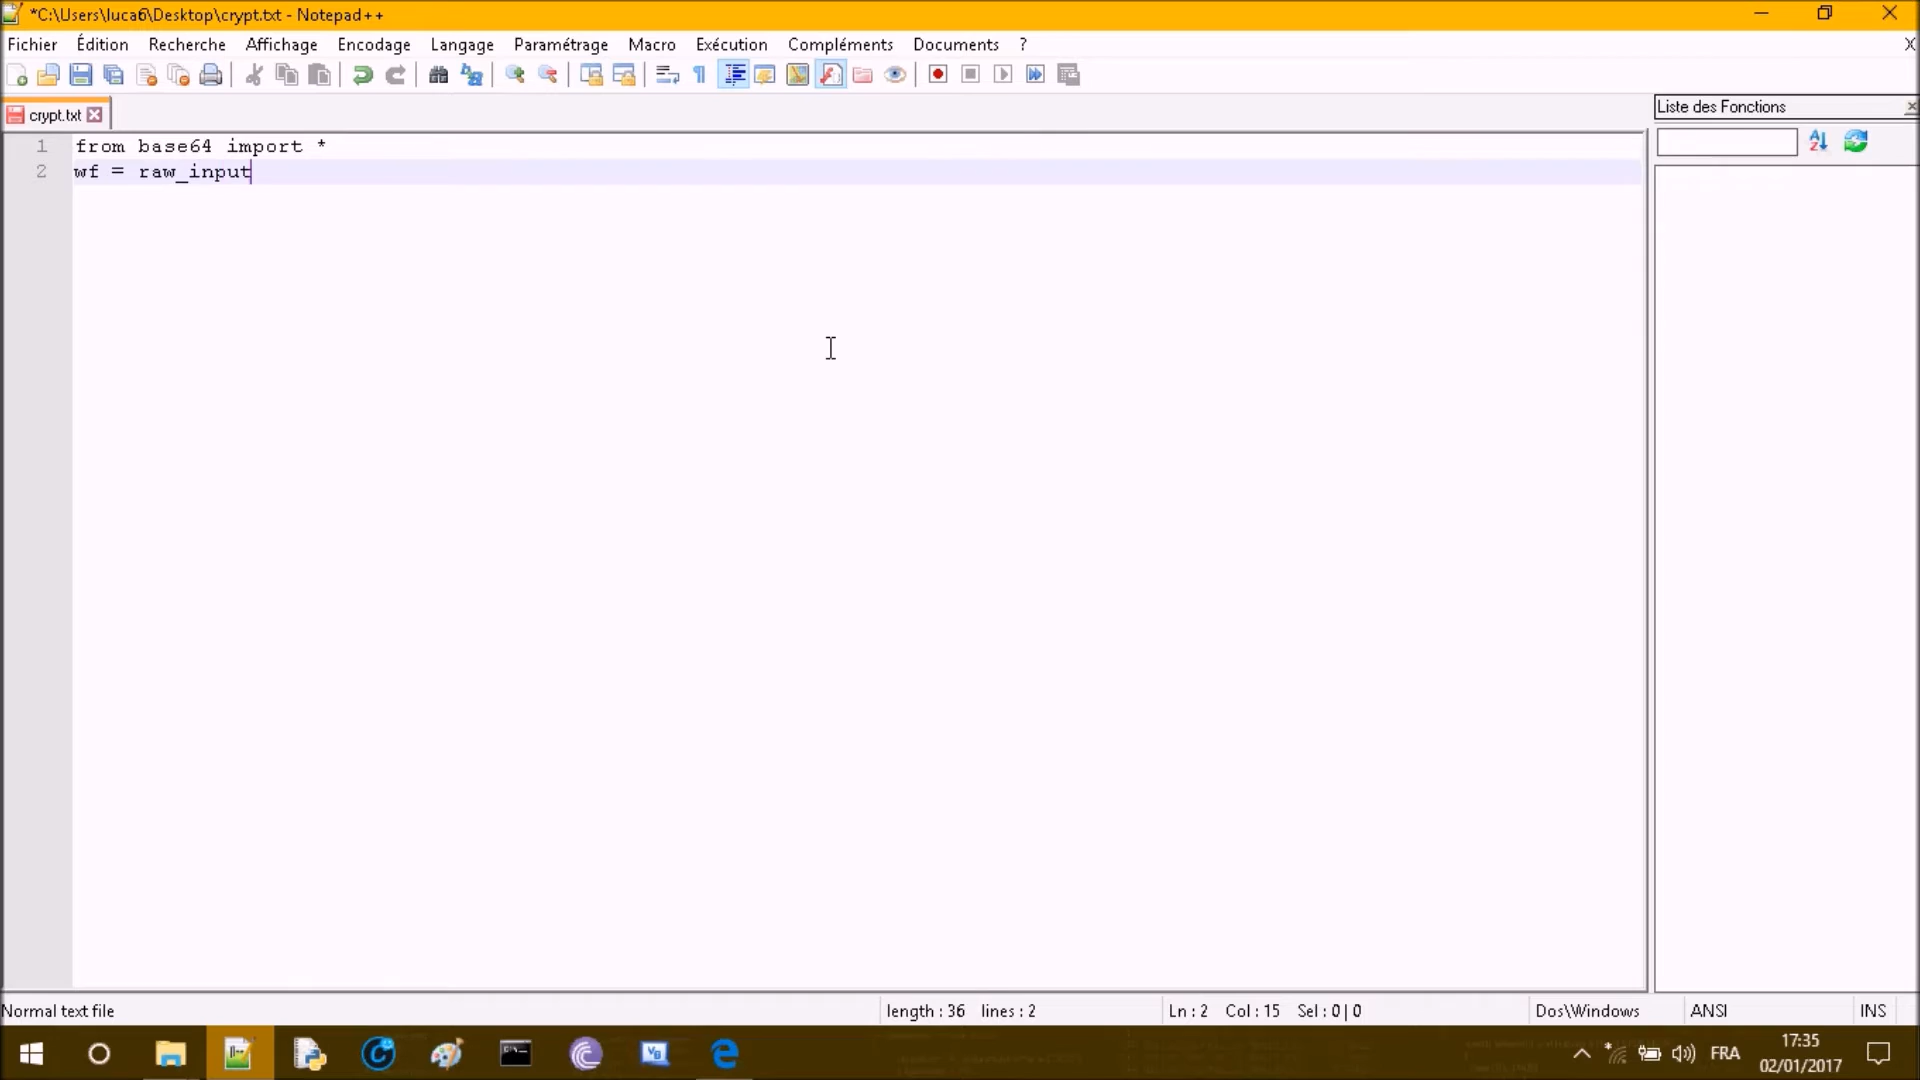 *C:\Users\luca6\Desktop\crypt.txt - Notepad++
Fichier Édition Recherche Affichage Encodage Langage Paramétrage Macro Exécution Compléments Documents ? X
crypt.txt
Liste des Fonctions
1 from base64 import *
2 wf = raw_input
Normal text file length : 36 lines : 2 Ln : 2 Col : 15 Sel : 0 | 0 Dos\Windows ANSI INS
FRA
17:35
02/01/2017